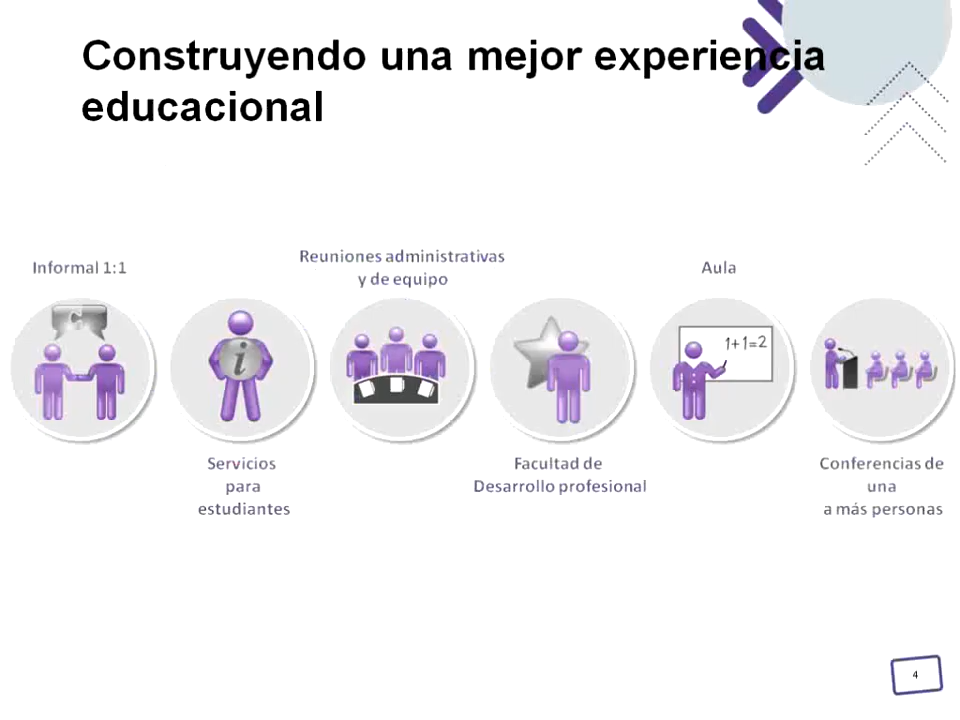 Construyendo una mejor experiencia
educacional
Informal 1:1
Reuniones administrativas
y de equipo
Aula
C
i
1+1=2
Servicios
para
estudiantes
Facultad de
Desarrollo profesional
Conferencias de
una
a más personas
4